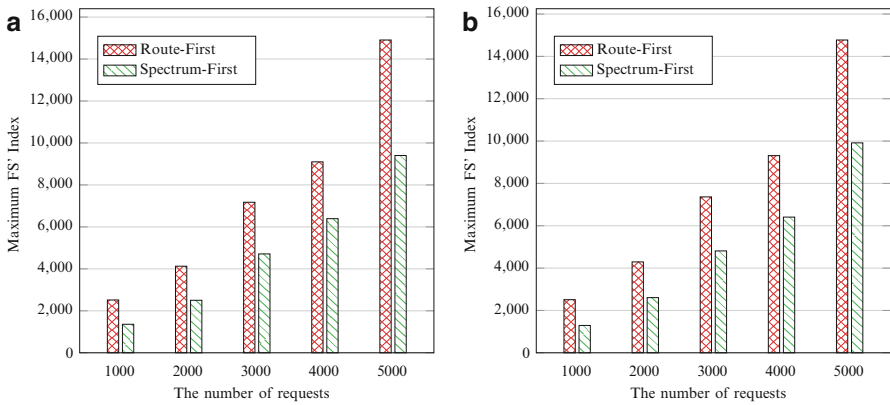 a
16,000
14,000
12,000
10,000
8,000
6,000
4,000
2,000
0
Maximum FS' Index
Route-First
Spectrum-First
1000 2000 3000 4000 5000
The number of requests
b
16,000
14,000
12,000
10,000
8,000
6,000
4,000
2,000
0
Maximum FS' Index
Route-First
Spectrum-First
1000 2000 3000 4000 5000
The number of requests